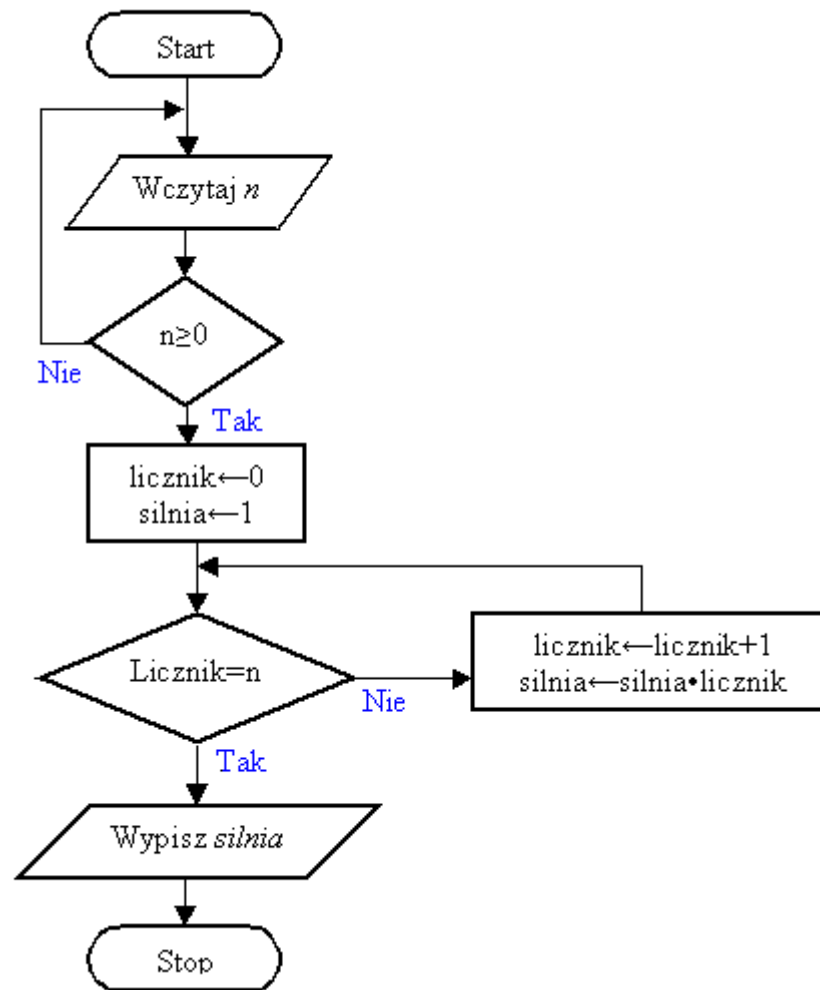 Start
Wczytaj n
n≥0
Nie
Tak
licznik←0
silnia←1
Licznik=n
Nie
licznik←licznik+1
silnia←silnia•licznik
Tak
Wypisz silnia
Stop